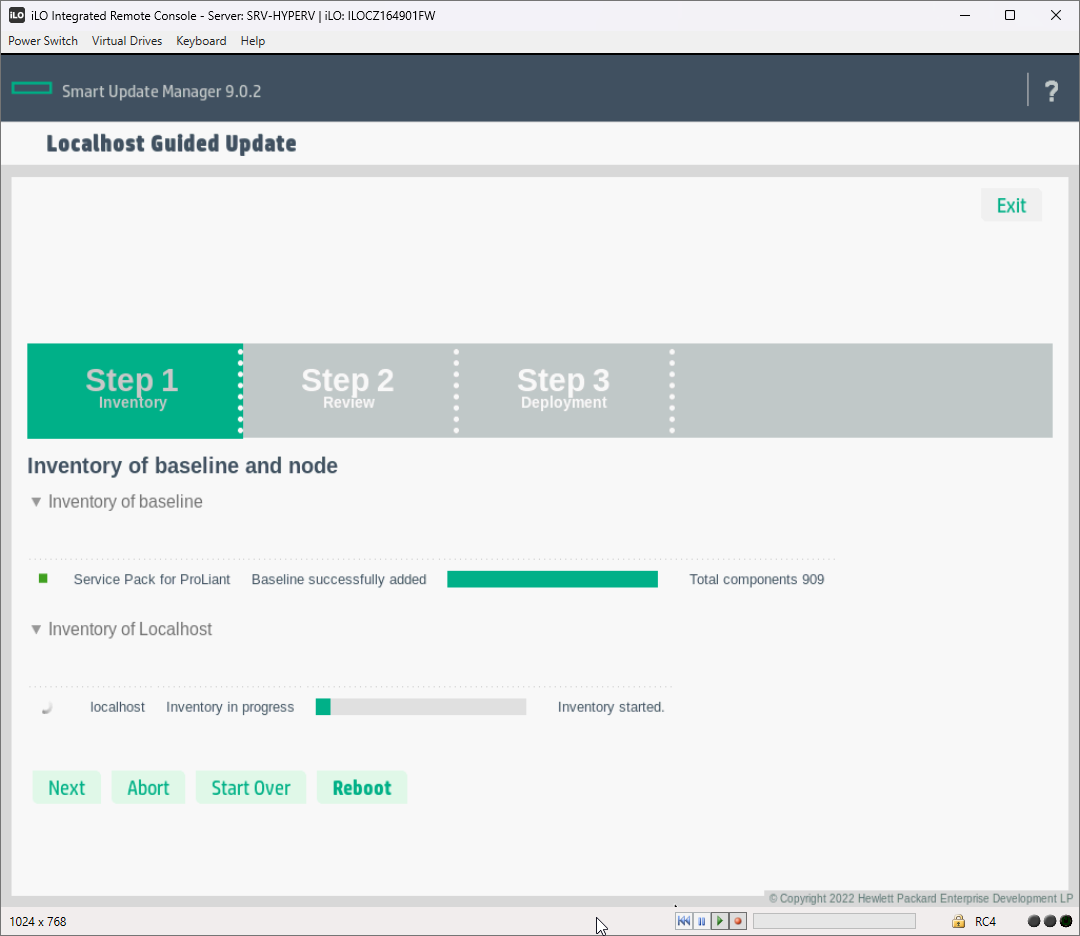 iLO iLO Integrated Remote Console - Server: SRV-HYPERV | iLO: ILOCZ164901FW
Power Switch Virtual Drives Keyboard Help
Smart Update Manager 9.0.2 ?
Localhost Guided Update
Exit
Step 1 Step 2 Step 3
Inventory Review Deployment
Inventory of baseline and node
▼ Inventory of baseline
Service Pack for ProLiant Baseline successfully added Total components 909
▼ Inventory of Localhost
localhost Inventory in progress Inventory started.
Next Abort Start Over Reboot
© Copyright 2022 Hewlett Packard Enterprise Development LP
1024 x 768 RC4